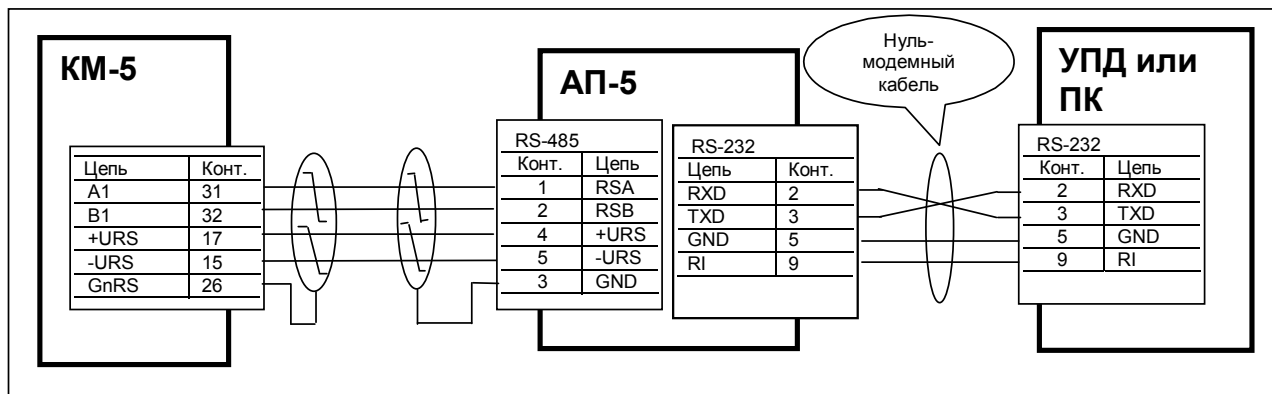 КМ-5
Цепь Конт.
A1 31
B1 32
+URS 17
-URS 15
GnRS 26
АП-5
RS-485
Конт. Цепь
1 RSA
2 RSB
4 +URS
5 -URS
3 GND
RS-232
Цепь Конт.
RXD 2
TXD 3
GND 5
RI 9
Нуль-
модемный
кабель
УПД или
ПК
RS-232
Конт. Цепь
2 RXD
3 TXD
5 GND
9 RI